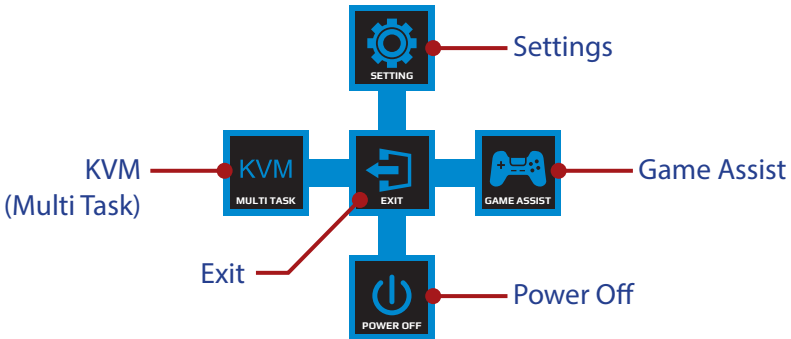 SETTING
Settings
KVM
MULTI TASK
KVM
(Multi Task)
EXIT
Exit
GAME ASSIST
Game Assist
POWER OFF
Power Off